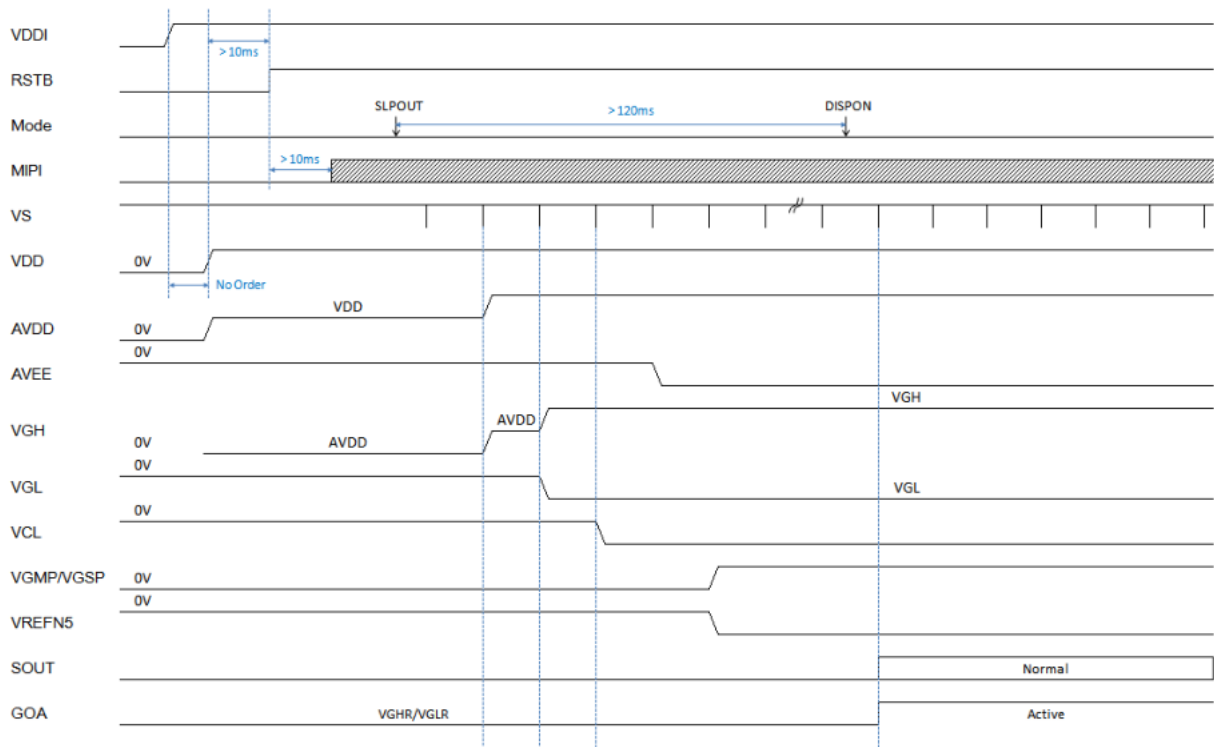 VDDI
> 10ms
RSTB
SLPOUT
> 120ms
DISPON
Mode
> 10ms
MIPI
VS
VDD
0V
No Order
VDD
AVDD
0V
0V
AVEE
VGH
AVDD
VGH
0V
AVDD
0V
VGL
VGL
0V
VCL
VGMP/VGSP
0V
0V
VREFN5
SOUT
Normal
GOA
VGHR/VGLR
Active